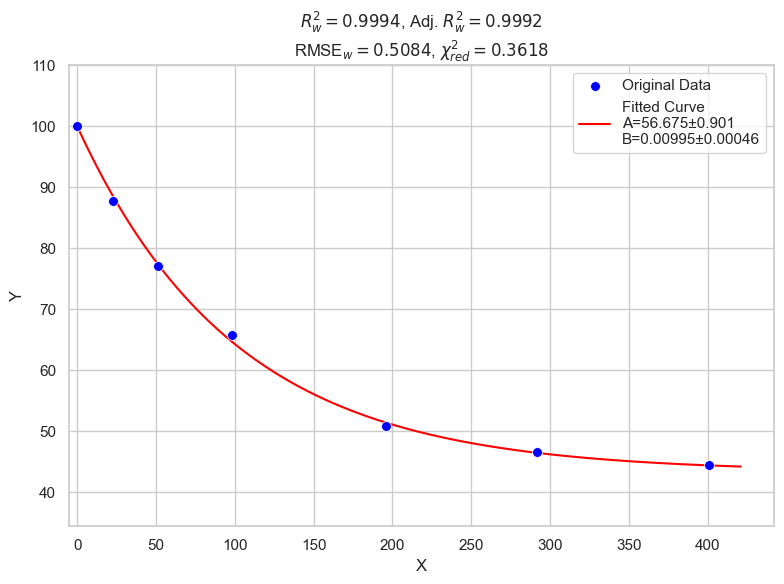 $R_w^2 = 0.9994$, Adj. $R_w^2 = 0.9992$
RMSE$_w = 0.5084$, $\chi_{red}^2 = 0.3618$
Original Data
Fitted Curve
A=56.675±0.901
B=0.00995±0.00046
110
100
90
80
70
60
50
40
Y
0 50 100 150 200 250 300 350 400
X